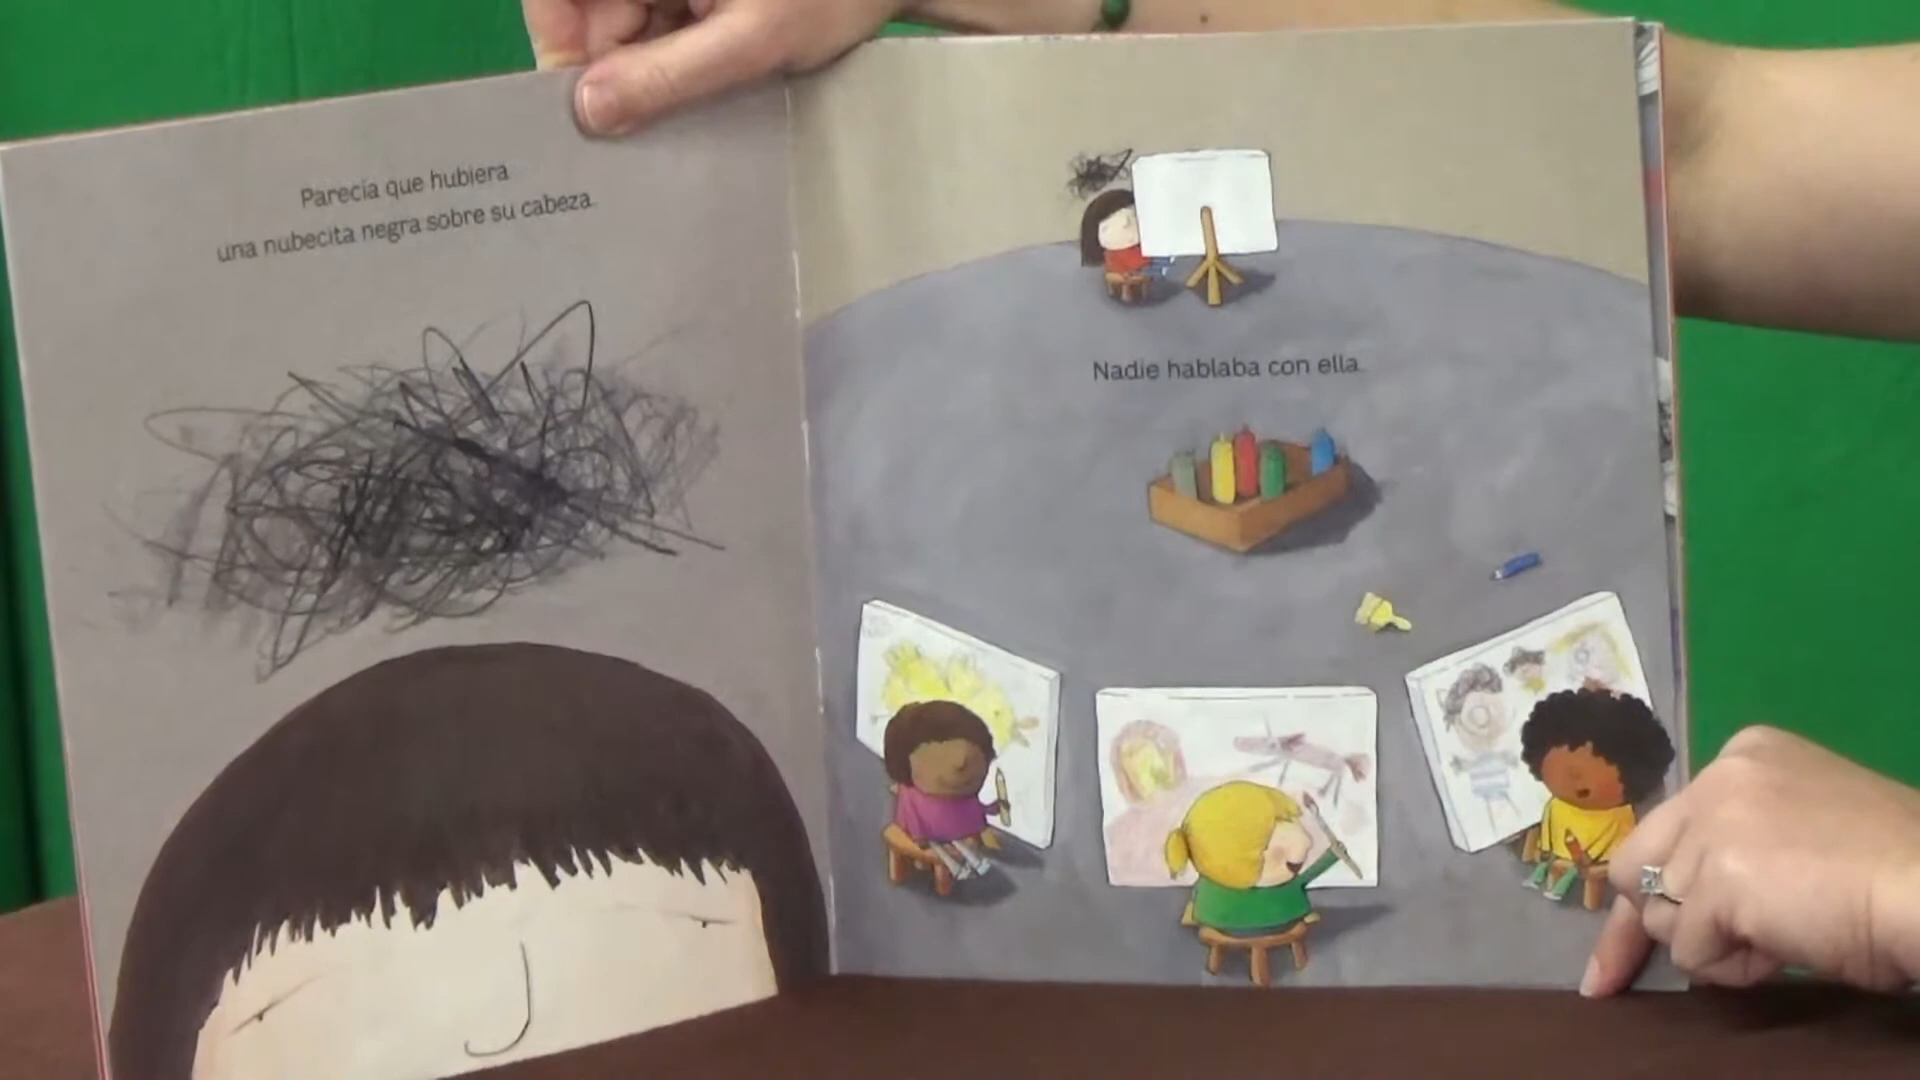 Parecía que hubiera
una nubecita negra sobre su cabeza.
Nadie hablaba con ella.